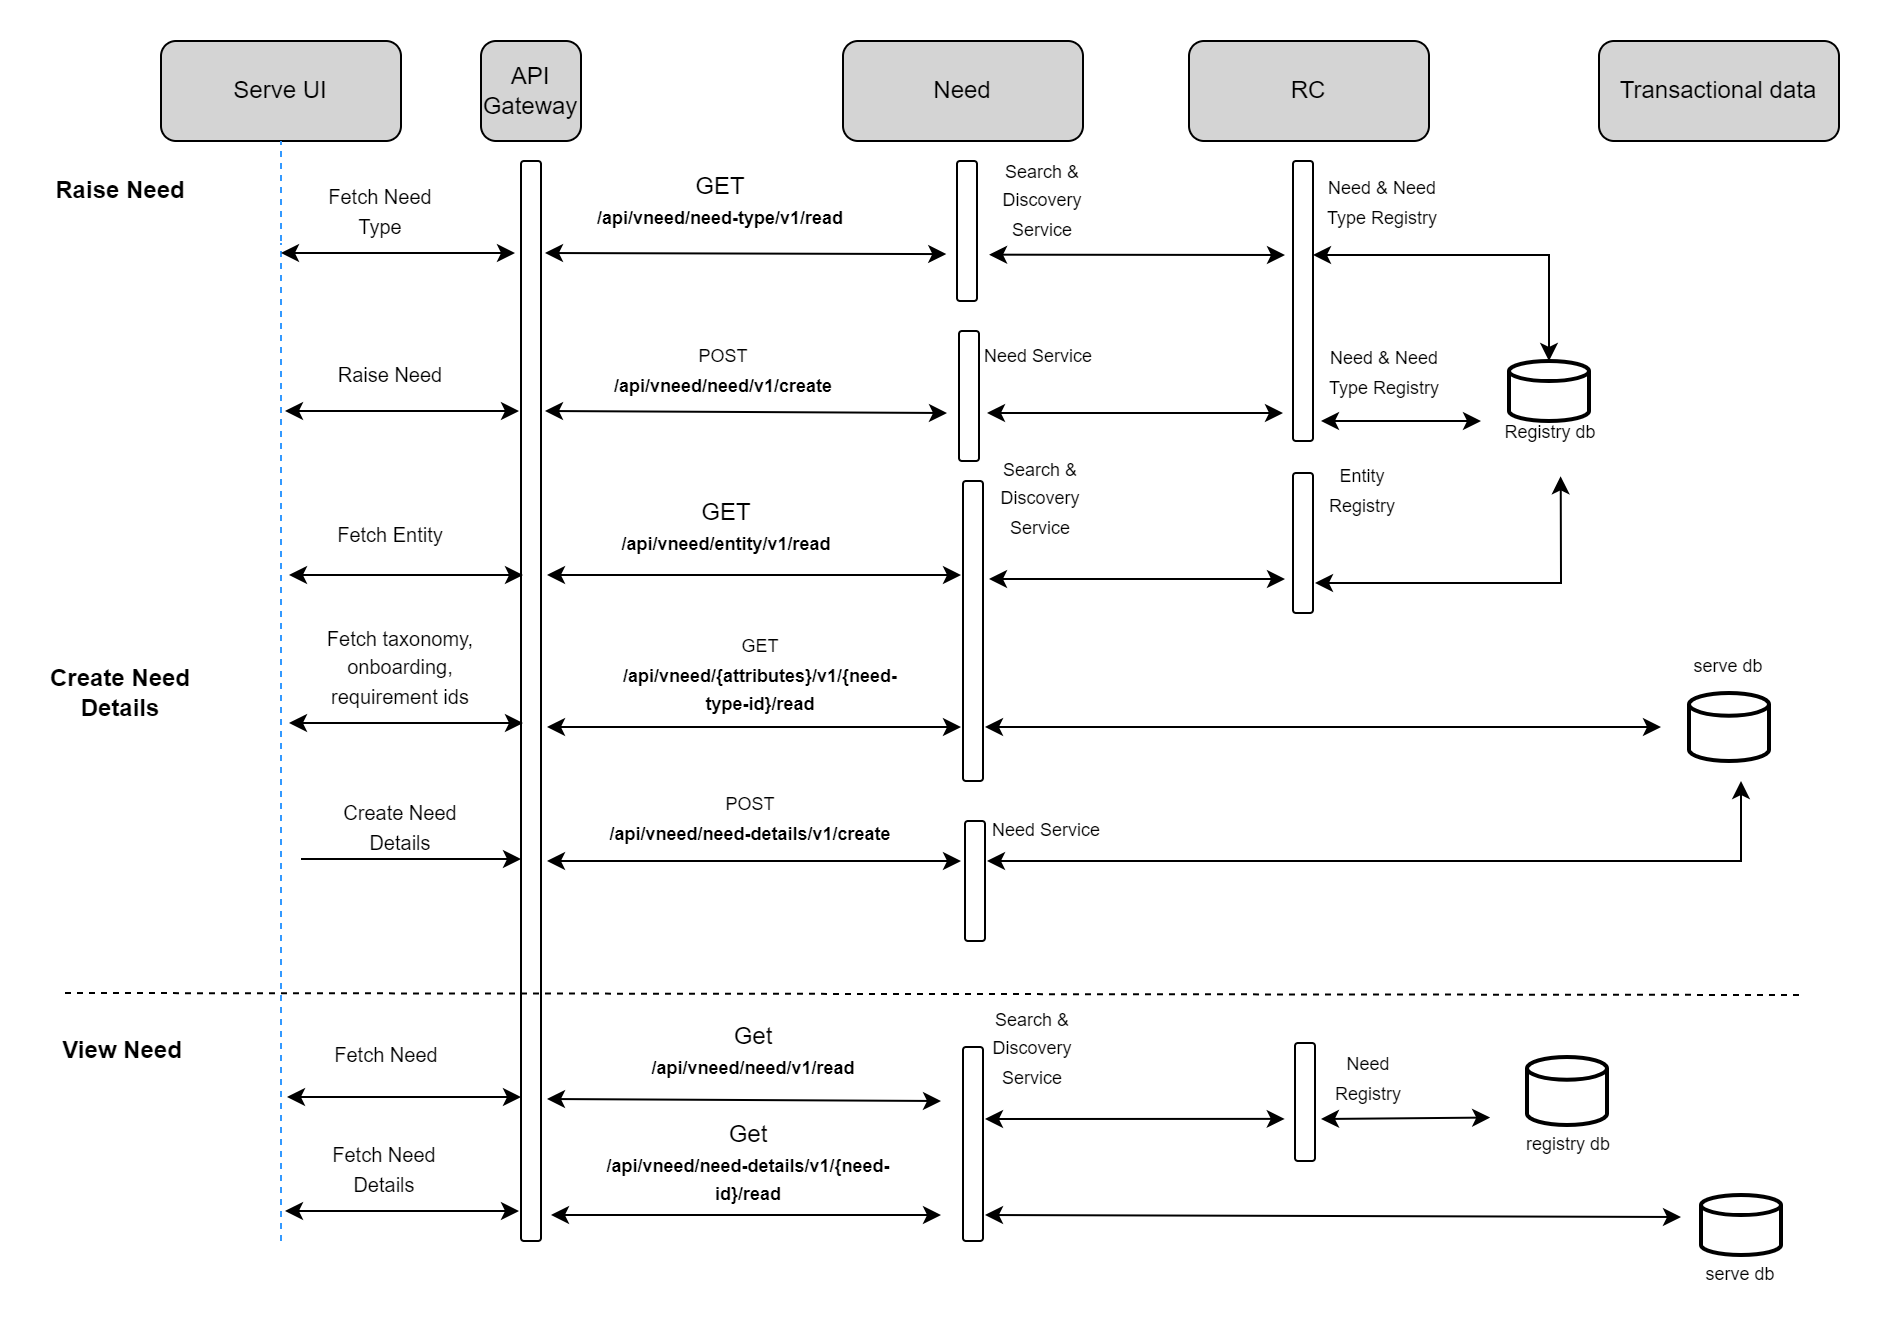 Serve UI
API
Gateway
Need
RC
Transactional data
Raise Need
Fetch Need
Type
GET
/api/vneed/need-type/v1/read
Search &
Discovery
Service
Need & Need
Type Registry
Raise Need
POST
/api/vneed/need/v1/create
Need Service
Need & Need
Type Registry
Registry db
Fetch Entity
GET
/api/vneed/entity/v1/read
Search &
Discovery
Service
Entity
Registry
Create Need
Details
Fetch taxonomy,
onboarding,
requirement ids
GET
/api/vneed/{attributes}/v1/{need-
type-id}/read
serve db
Create Need
Details
POST
/api/vneed/need-details/v1/create
Need Service
View Need
Fetch Need
Get
/api/vneed/need/v1/read
Search &
Discovery
Service
Need
Registry
registry db
Fetch Need
Details
Get
/api/vneed/need-details/v1/{need-
id}/read
serve db